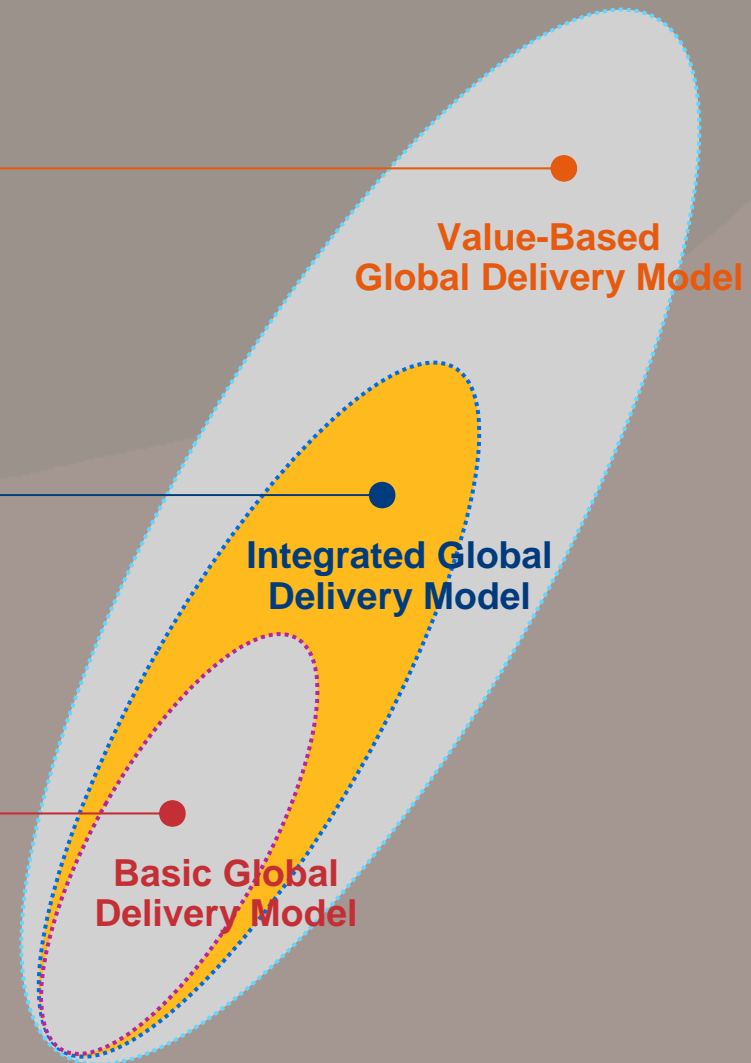 Value-Based
Global Delivery Model
Integrated Global
Delivery Model
Basic Global
Delivery Model